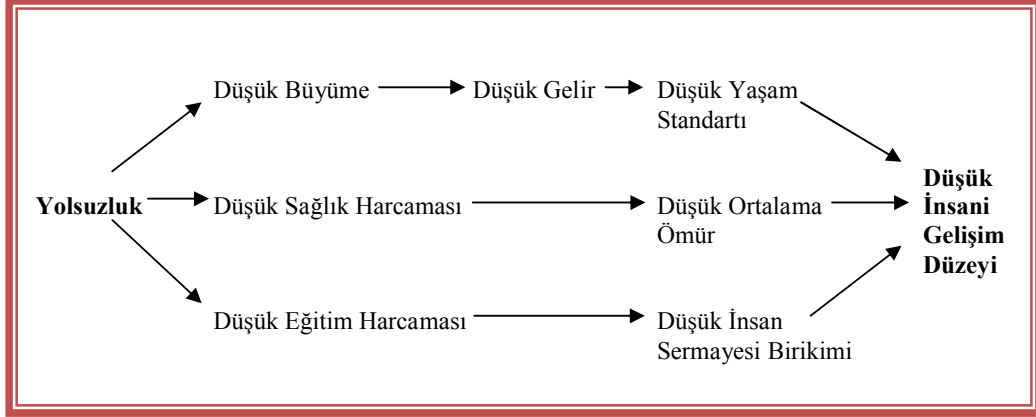 Düşük Büyüme
Düşük Gelir
Düşük Yaşam
Standartı
Yolsuzluk
Düşük Sağlık Harcaması
Düşük Ortalama
Ömür
Düşük
İnsani
Gelişim
Düzeyi
Düşük Eğitim Harcaması
Düşük İnsan
Sermayesi Birikimi